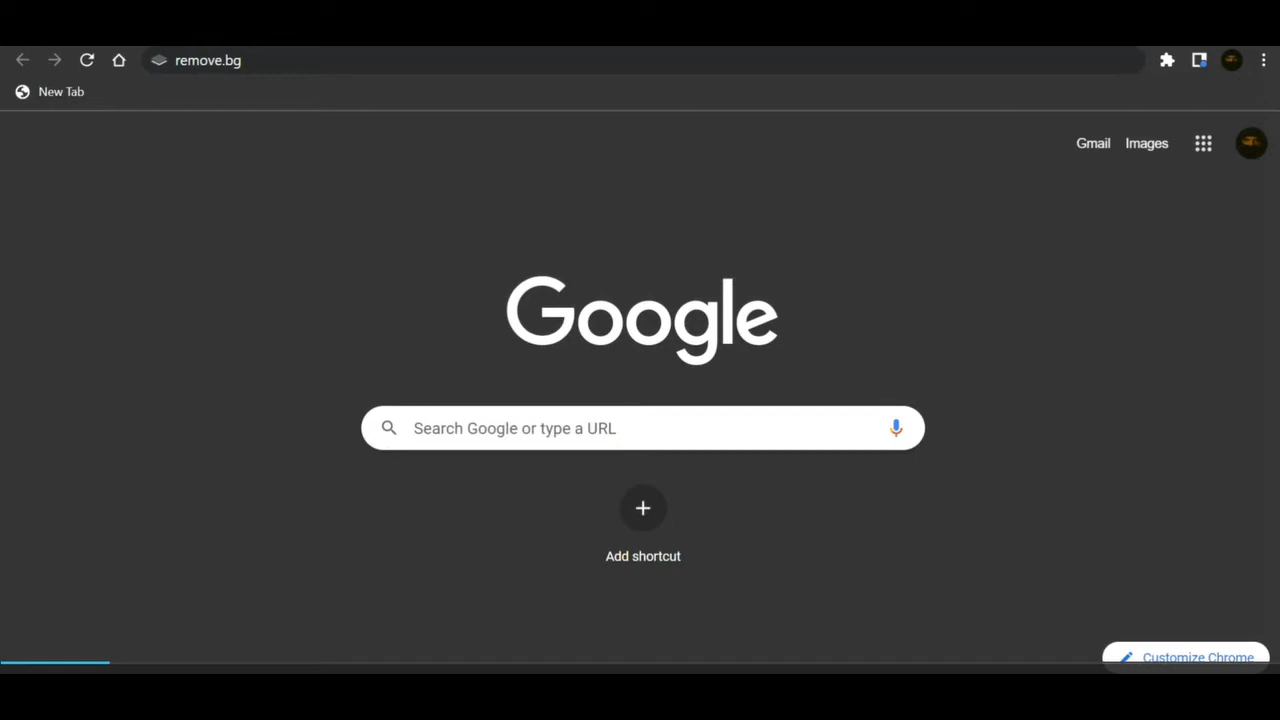 remove.bg
New Tab
Gmail Images
Google
Search Google or type a URL
Add shortcut
Customize Chrome